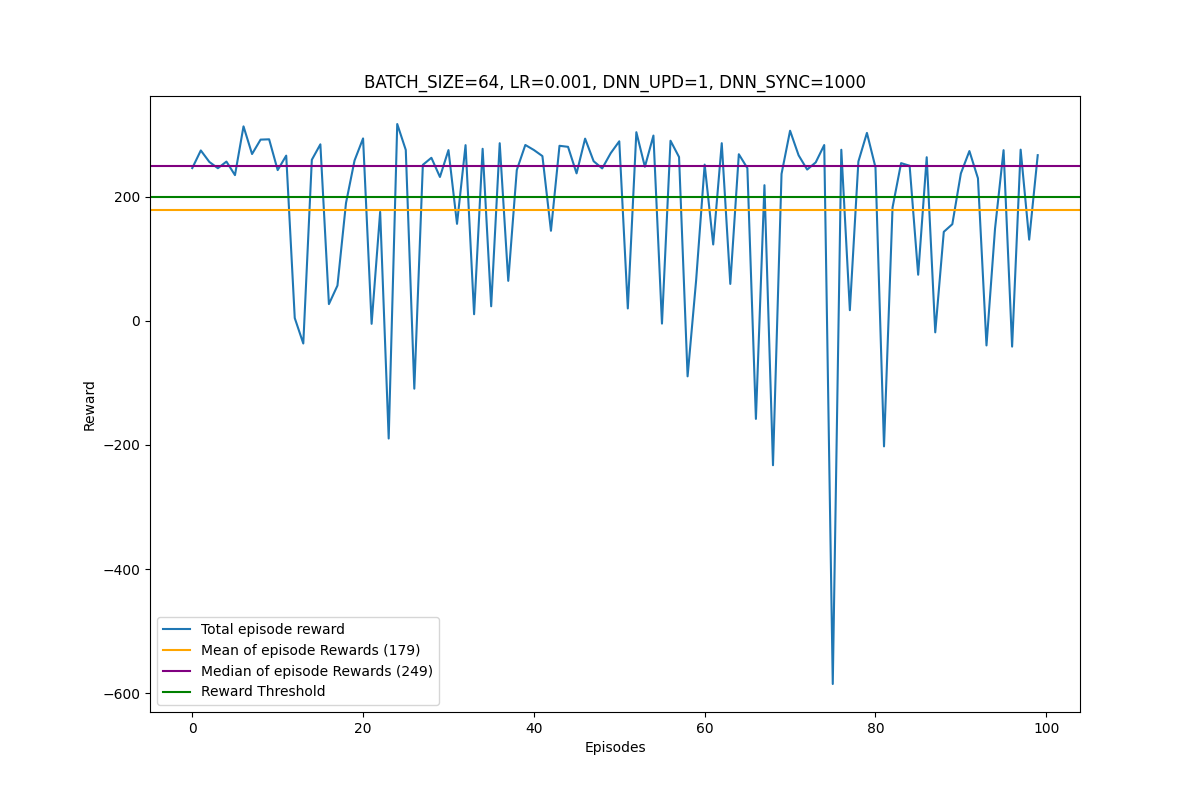 BATCH_SIZE=64, LR=0.001, DNN_UPD=1, DNN_SYNC=1000
Reward
200
0
−200
−400
−600
Total episode reward
Mean of episode Rewards (179)
Median of episode Rewards (249)
Reward Threshold
0 20 40 60 80 100
Episodes